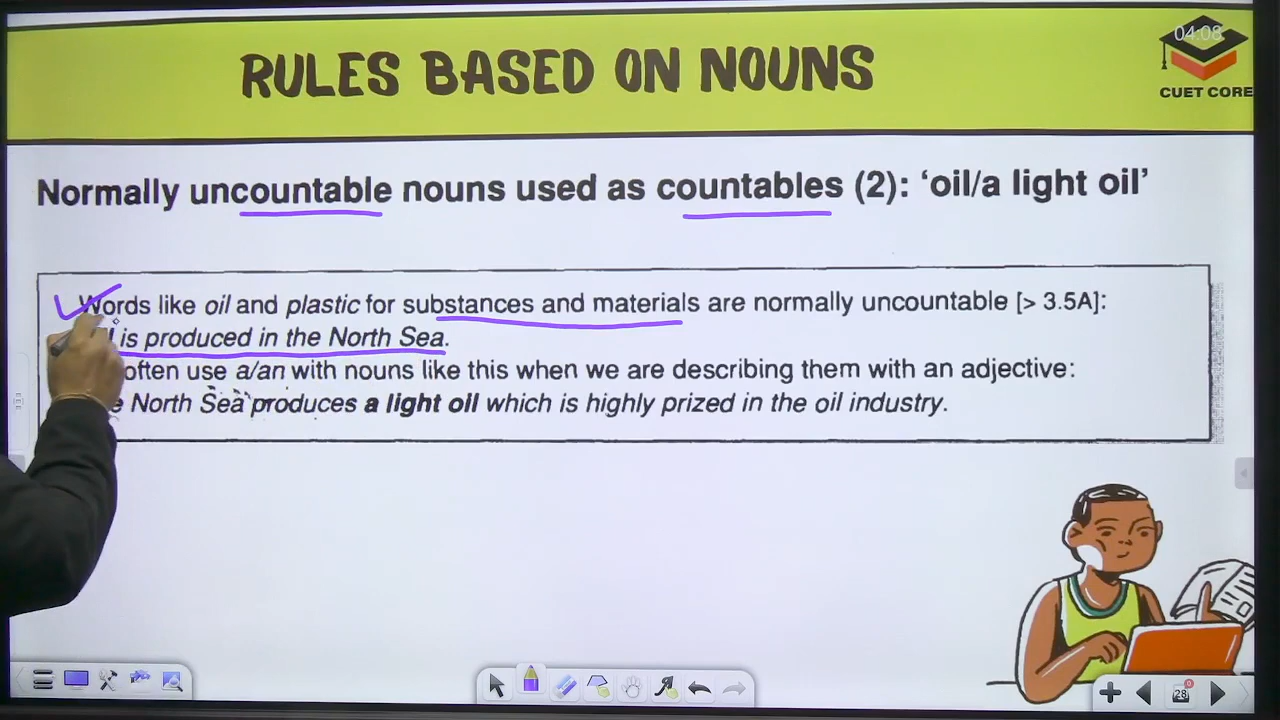 RULES BASED ON NOUNS
04:08
CUET CORE
Normally uncountable nouns used as countables (2): ‘oil/a light oil’
Words like oil and plastic for substances and materials are normally uncountable [> 3.5A]:
is produced in the North Sea.
often use a/an with nouns like this when we are describing them with an adjective:
North Sea produces a light oil which is highly prized in the oil industry.
28